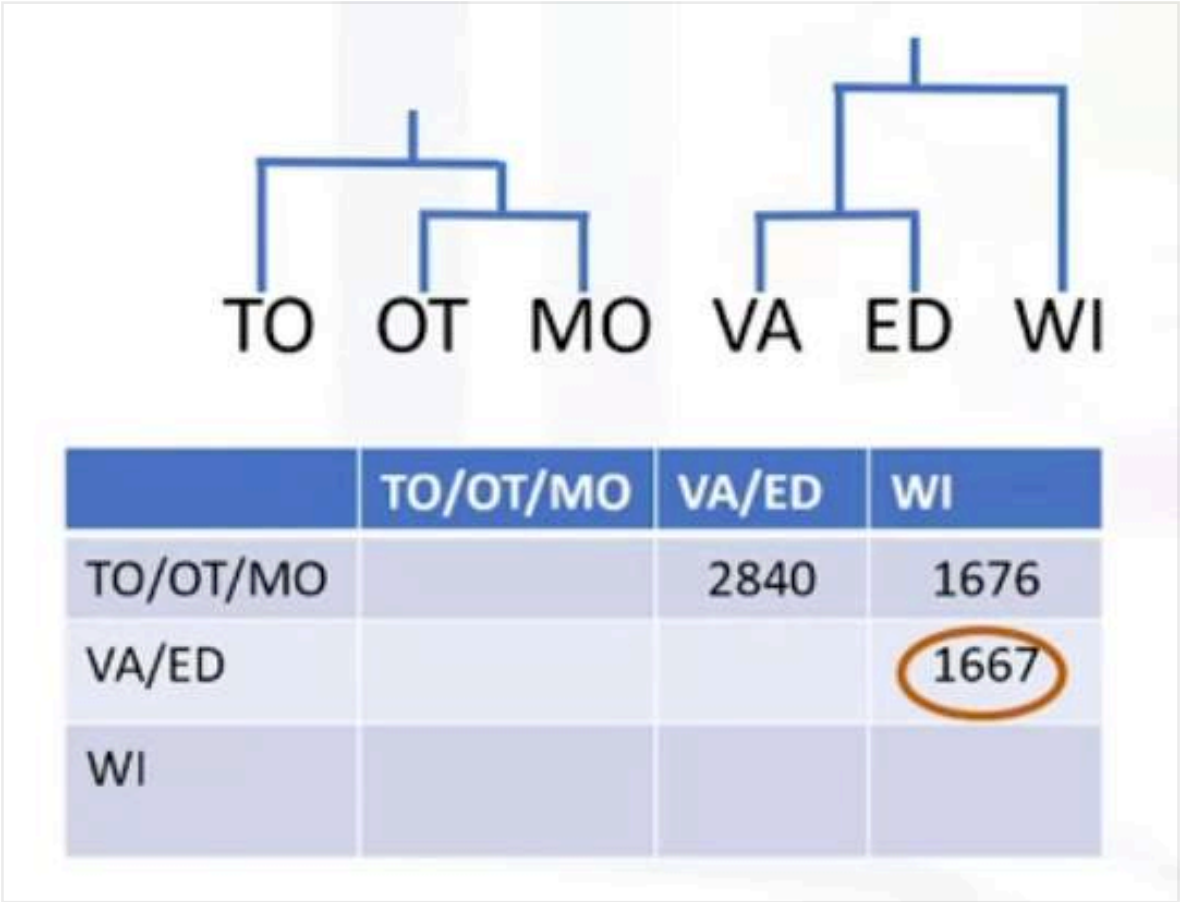 TO OT MO VA ED WI
TO/OT/MO VA/ED WI
TO/OT/MO 2840 1676
VA/ED 1667
WI